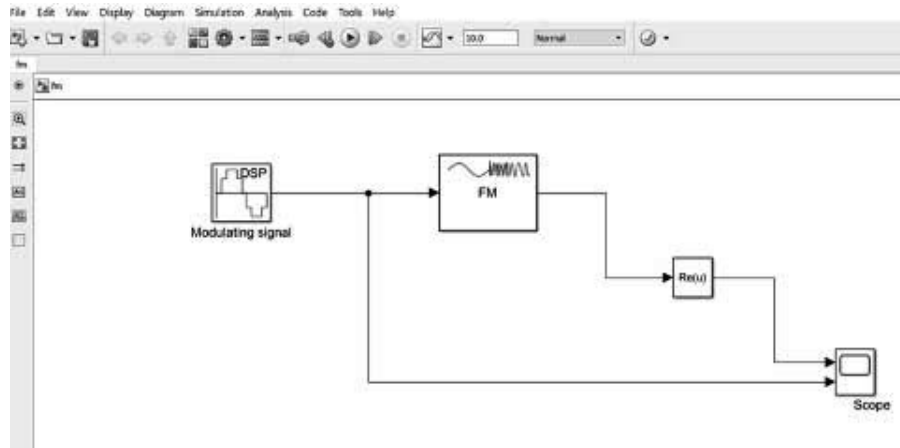 File Edit View Display Diagram Simulation Analysis Code Tools Help
10.0 Normal
fm
fm
DSP
Modulating signal
FM
Re(u)
Scope